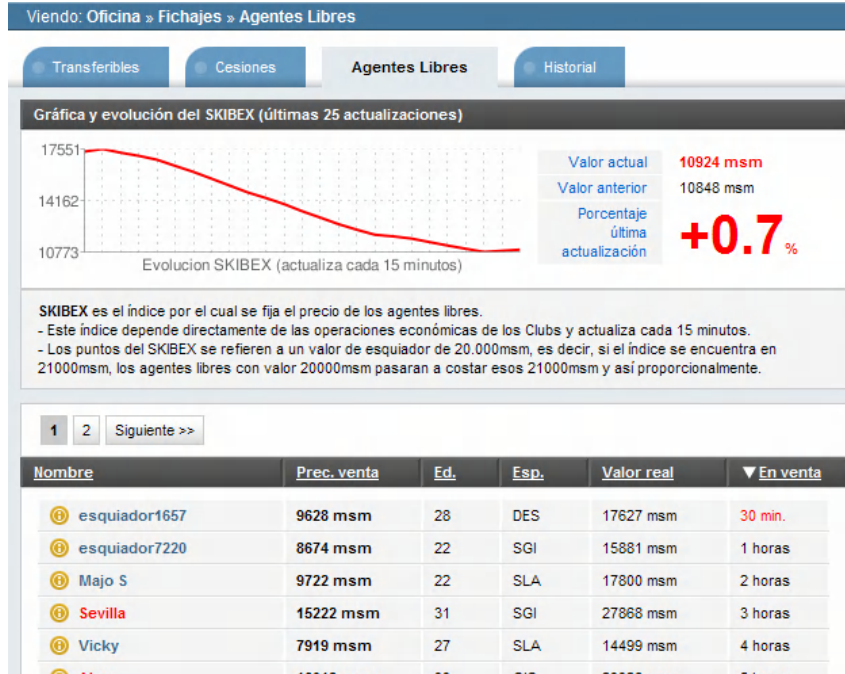 Viendo: Oficina » Fichajes » Agentes Libres
Transferibles Cesiones Agentes Libres Historial
Gráfica y evolución del SKIBEX (últimas 25 actualizaciones)
17551
14162
10773
Evolucion SKIBEX (actualiza cada 15 minutos)
Valor actual 10924 msm
Valor anterior 10848 msm
Porcentaje
última
actualización
+0.7 %
SKIBEX es el índice por el cual se fija el precio de los agentes libres.
- Este índice depende directamente de las operaciones económicas de los Clubs y actualiza cada 15 minutos.
- Los puntos del SKIBEX se refieren a un valor de esquiador de 20.000msm, es decir, si el índice se encuentra en
21000msm, los agentes libres con valor 20000msm pasaran a costar esos 21000msm y así proporcionalmente.
1 2 Siguiente >>
Nombre Prec. venta Ed. Esp. Valor real ▼En venta
esquiador1657 9628 msm 28 DES 17627 msm 30 min.
esquiador7220 8674 msm 22 SGI 15881 msm 1 horas
Majo S 9722 msm 22 SLA 17800 msm 2 horas
Sevilla 15222 msm 31 SGI 27868 msm 3 horas
Vicky 7919 msm 27 SLA 14499 msm 4 horas